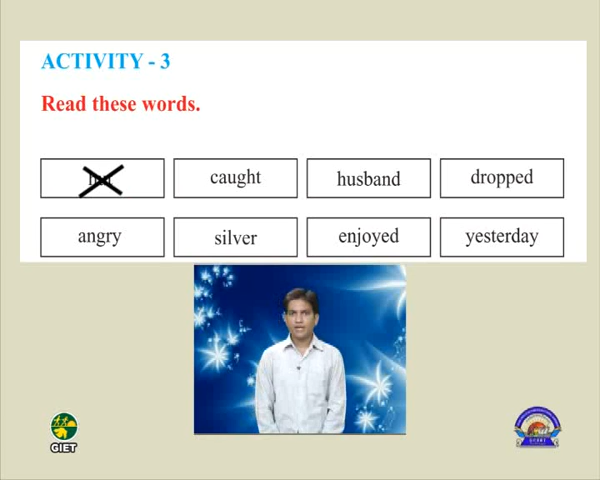 ACTIVITY - 3
Read these words.
caught husband dropped
angry silver enjoyed yesterday
GIET